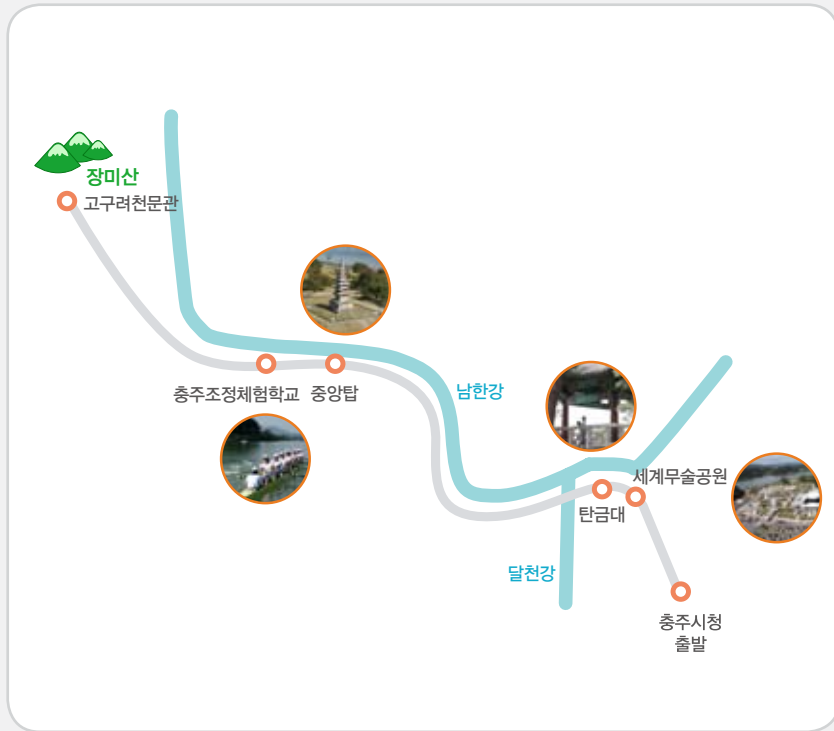 장미산
고구려천문관
충주조정체험학교
중앙탑
남한강
세계무술공원
탄금대
달천강
충주시청
출발